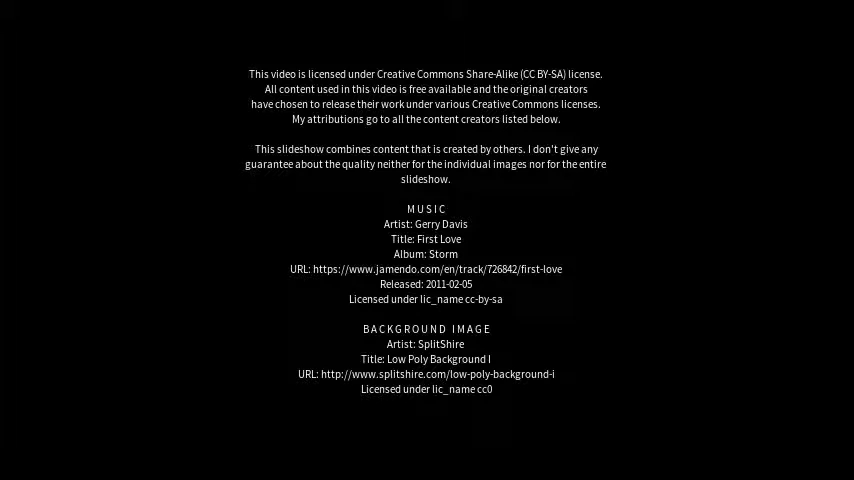 This video is licensed under Creative Commons Share-Alike (CC BY-SA) license.
All content used in this video is free available and the original creators
have chosen to release their work under various Creative Commons licenses.
My attributions go to all the content creators listed below.
This slideshow combines content that is created by others. I don't give any
guarantee about the quality neither for the individual images nor for the entire
slideshow.
MUSIC
Artist: Gerry Davis
Title: First Love
Album: Storm
URL: https://www.jamendo.com/en/track/726842/first-love
Released: 2011-02-05
Licensed under lic_name cc-by-sa
BACKGROUND IMAGE
Artist: SplitShire
Title: Low Poly Background I
URL: http://www.splitshire.com/low-poly-background-i
Licensed under lic_name cc0